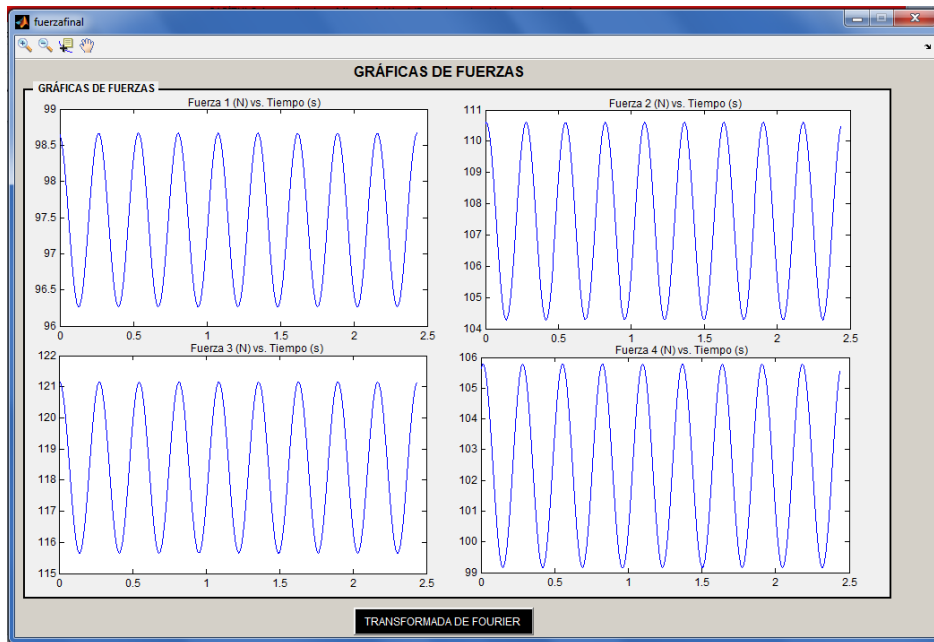 fuerzafinal
GRÁFICAS DE FUERZAS
GRÁFICAS DE FUERZAS
Fuerza 1 (N) vs. Tiempo (s)
99
98.5
98
97.5
97
96.5
96
0 0.5 1 1.5 2 2.5
Fuerza 2 (N) vs. Tiempo (s)
111
110
109
108
107
106
105
104
0 0.5 1 1.5 2 2.5
Fuerza 3 (N) vs. Tiempo (s)
122
121
120
119
118
117
116
115
0 0.5 1 1.5 2 2.5
Fuerza 4 (N) vs. Tiempo (s)
106
105
104
103
102
101
100
99
0 0.5 1 1.5 2 2.5
TRANSFORMADA DE FOURIER